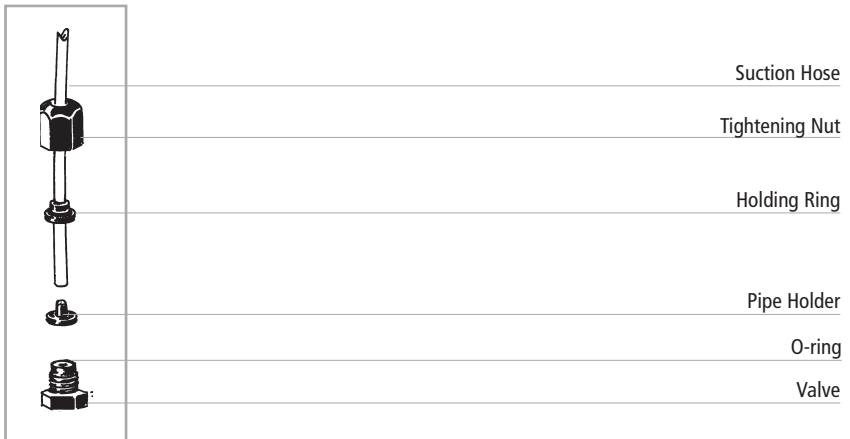 Suction Hose
Tightening Nut
Holding Ring
Pipe Holder
O-ring
Valve